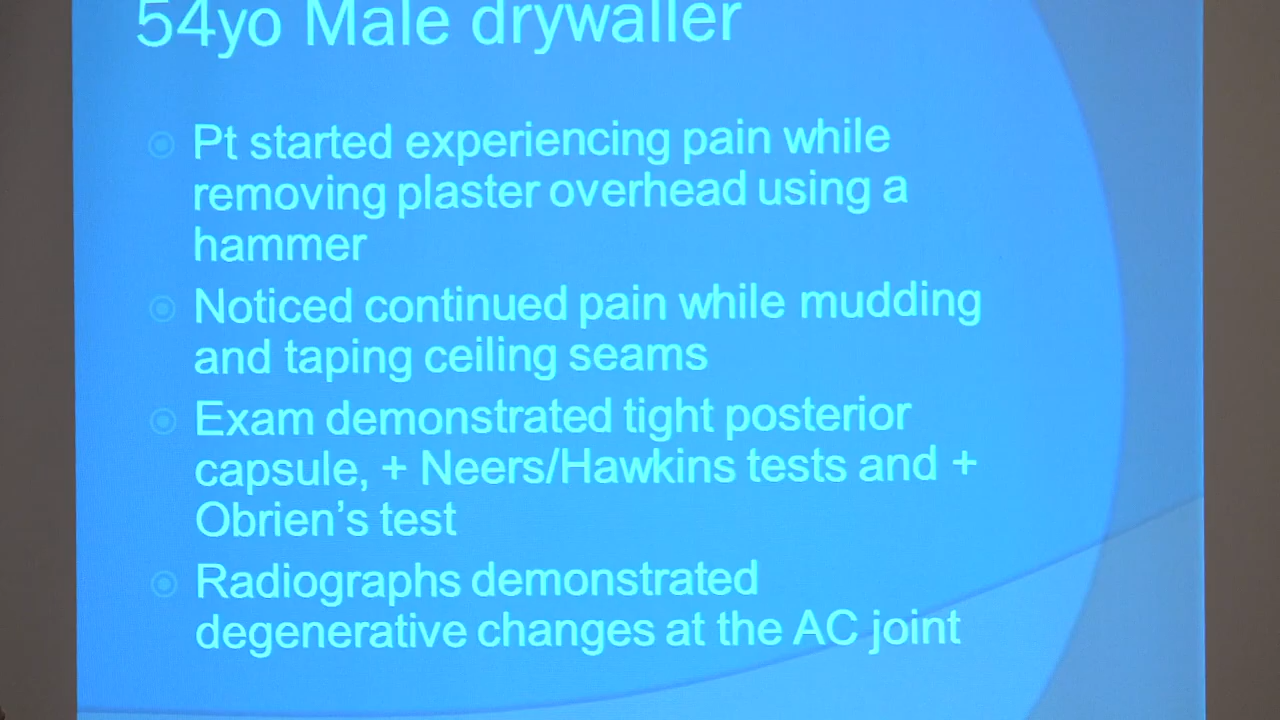 54yo Male drywaller
Pt started experiencing pain while
removing plaster overhead using a
hammer
Noticed continued pain while mudding
and taping ceiling seams
Exam demonstrated tight posterior
capsule, + Neers/Hawkins tests and +
Obrien’s test
Radiographs demonstrated
degenerative changes at the AC joint